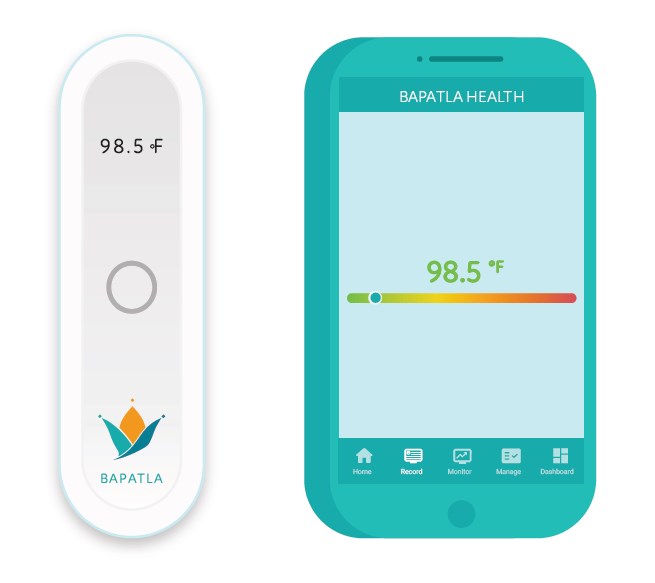 98.5 °F
BAPATLA
BAPATLA HEALTH
98.5 °F
Home Record Monitor Manage Dashboard